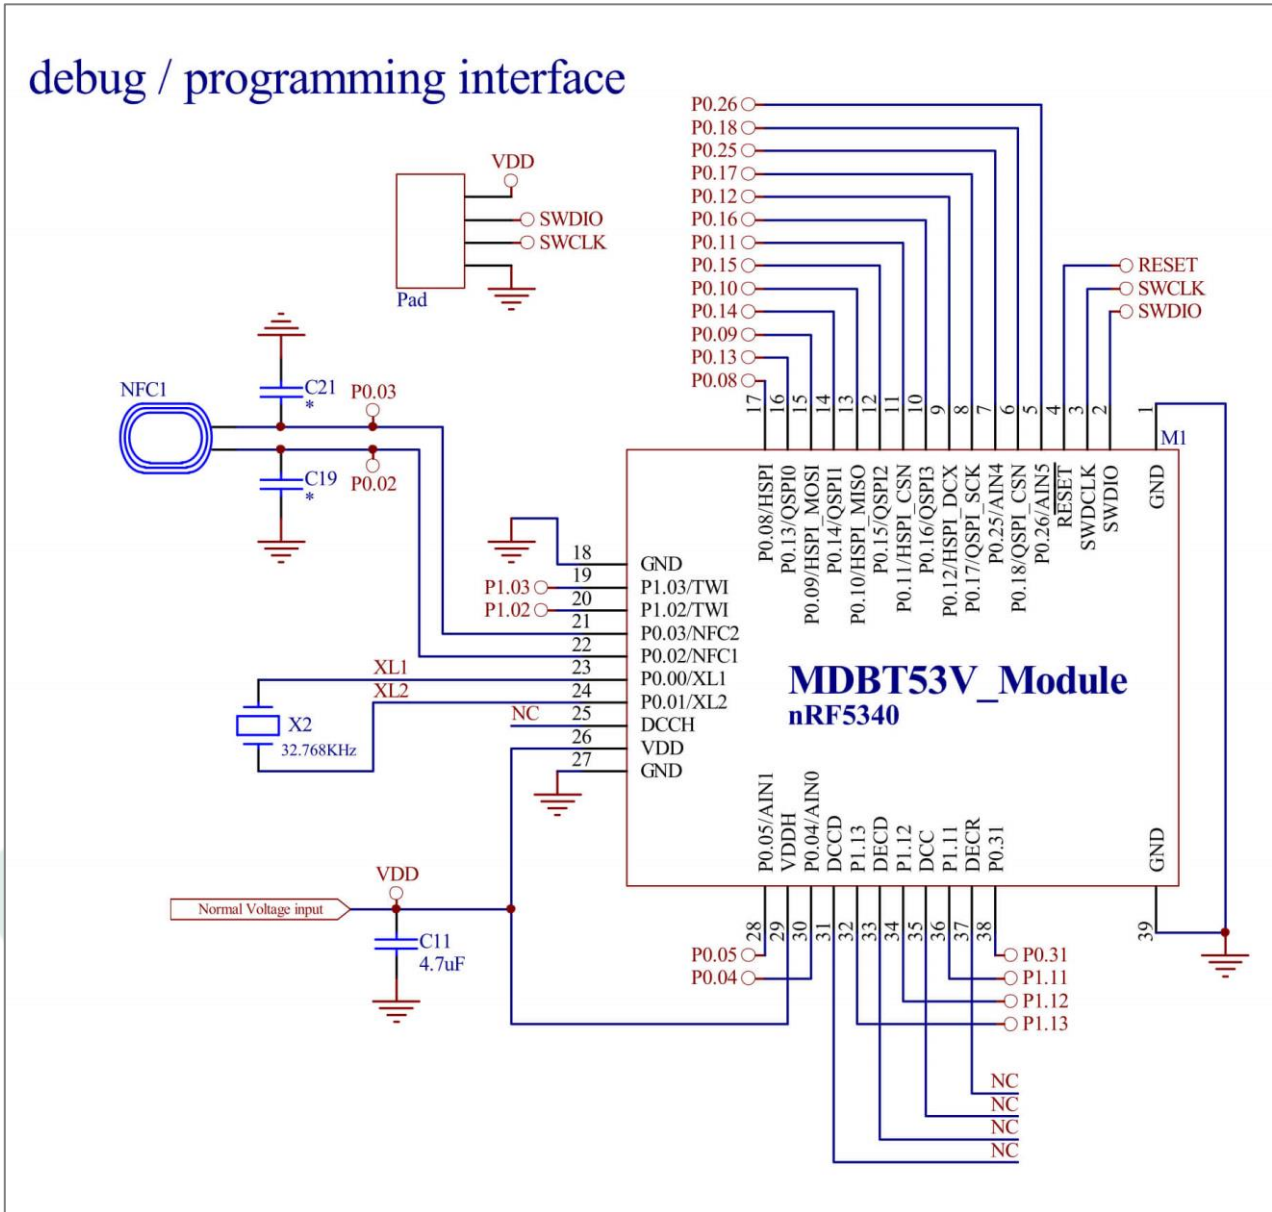 debug / programming interface
VDD
SWDIO
SWCLK
Pad
P0.26
P0.18
P0.25
P0.17
P0.12
P0.16
P0.11
P0.15
P0.10
P0.14
P0.09
P0.13
P0.08
RESET
SWCLK
SWDIO
NFC1
C21
*
P0.03
C19
*
P0.02
17
16
15
14
13
12
11
10
9
8
7
6
5
4
3
2
1
M1
P0.08/HSPI
P0.13/QSPI0
P0.09/HSPI_MOSI
P0.14/QSPI1
P0.10/HSPI_MISO
P0.15/QSPI2
P0.11/HSPI_CSN
P0.16/QSPI3
P0.12/HSPI_DCX
P0.17/QSPI_SCK
P0.25/AIN4
P0.18/QSPI_CSN
P0.26/AIN5
RESET
SWDCLK
SWDIO
GND
18 GND
P1.03 19 P1.03/TWI
P1.02 20 P1.02/TWI
21 P0.03/NFC2
22 P0.02/NFC1
XL1 23 P0.00/XL1
XL2 24 P0.01/XL2
NC 25 DCCH
26 VDD
27 GND
X2
32.768KHz
MDBT53V_Module
nRF5340
P0.05/AIN1
VDDH
P0.04/AIN0
DCCD
P1.13
DECD
P1.12
DCC
P1.11
DECR
P0.31
GND
28
29
30
31
32
33
34
35
36
37
38
39
VDD
Normal Voltage input
C11
4.7uF
P0.05
P0.04
P0.31
P1.11
P1.12
P1.13
NC
NC
NC
NC